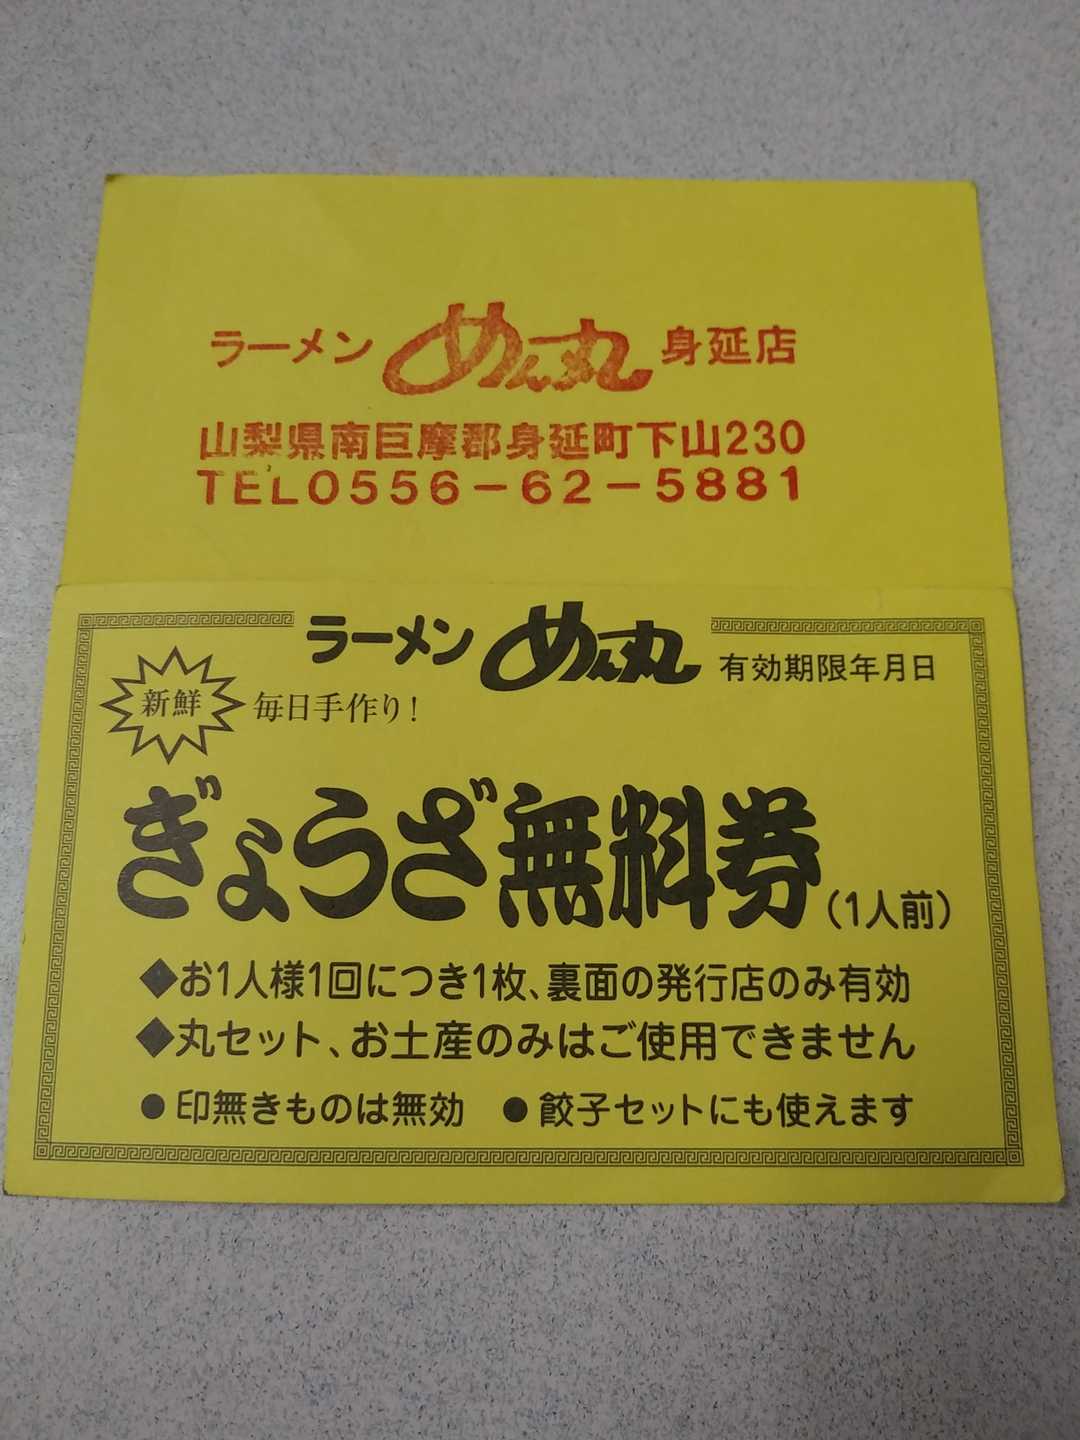 ラーメン めん丸 身延店
山梨県南巨摩郡身延町下山230
TEL0556-62-5881
ラーメン めん丸 有効期限年月日
新鮮 毎日手作り!
ぎょうざ無料券(1人前)
◆お1人様1回につき1枚、裏面の発行店のみ有効
◆丸セット、お土産のみはご使用できません
●印無きものは無効 ●餃子セットにも使えます